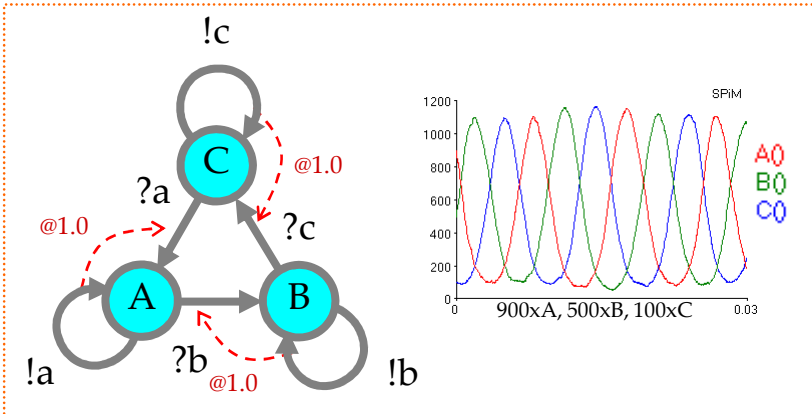 !c
C
@1.0
?a
@1.0
?c
A
B
?b
@1.0
!a
!b
SPiM
1200
1000
800
600
400
200
0
0
0.03
A()
B()
C()
900xA, 500xB, 100xC